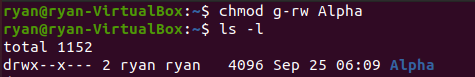 ryan@ryan-VirtualBox:~$ chmod g-rw Alpha
ryan@ryan-VirtualBox:~$ ls -l
total 1152
drwx--x--- 2 ryan ryan   4096 Sep 25 06:09 Alpha